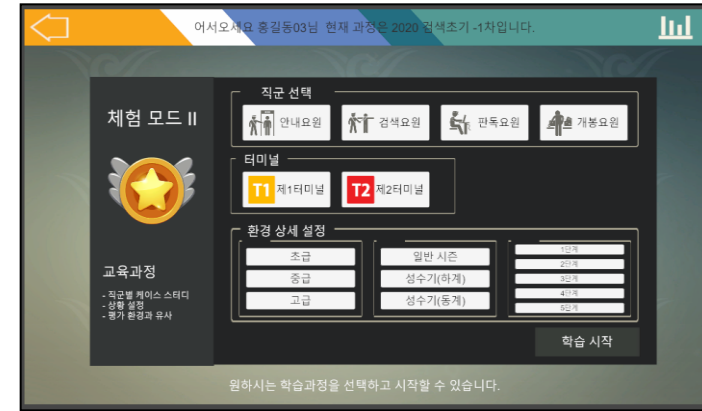 어서오세요 홍길동03님 현재 과정은 2020 검색초기 -1차입니다.
체험 모드 II
직군 선택
안내요원
검색요원
판독요원
개봉요원
터미널
T1 제1터미널
T2 제2터미널
환경 상세 설정
초급
중급
고급
일반 시즌
성수기(하계)
성수기(동계)
1단계
2단계
3단계
4단계
5단계
교육과정
- 직군별 케이스 스터디
- 상황 설정
- 평가 환경과 유사
학습 시작
원하시는 학습과정을 선택하고 시작할 수 있습니다.